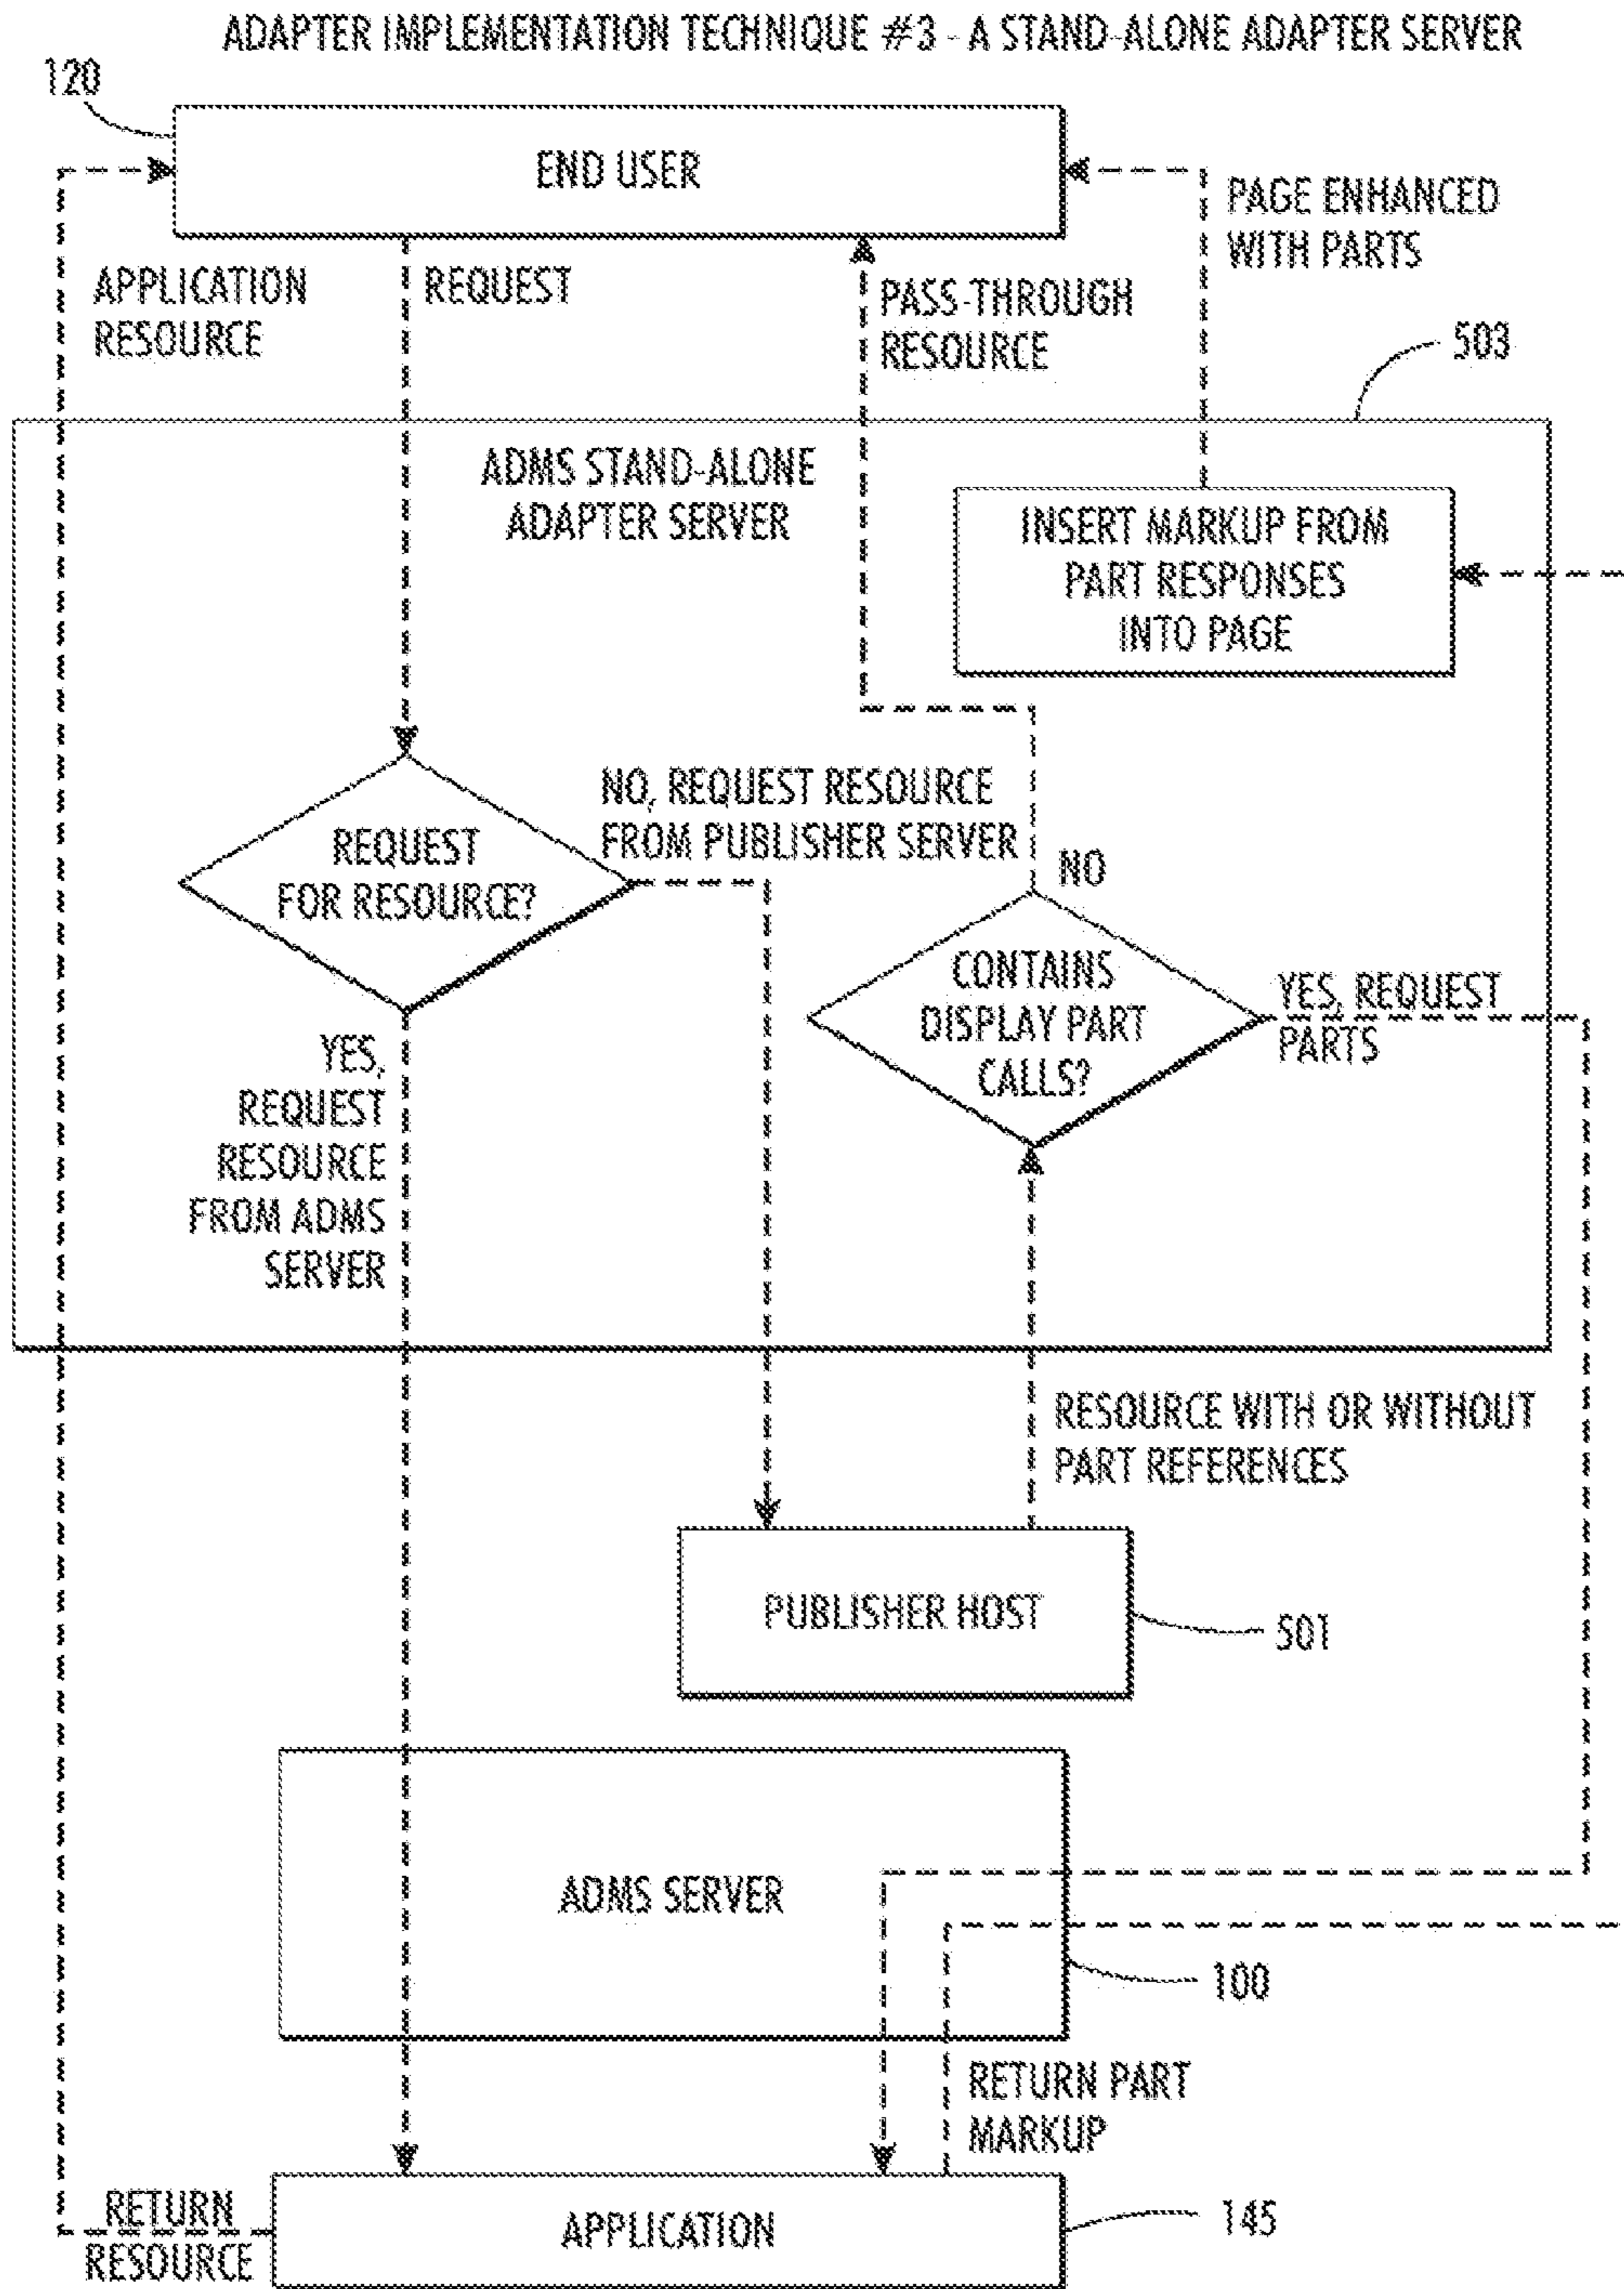 ADAPTER IMPLEMENTATION TECHNIQUE #3 - A STAND-ALONE ADAPTER SERVER
120
END USER
PAGE ENHANCED
WITH PARTS
APPLICATION
RESOURCE
REQUEST
PASS-THROUGH
RESOURCE
503
ADMS STAND-ALONE
ADAPTER SERVER
INSERT MARKUP FROM
PART RESPONSES
INTO PAGE
REQUEST
FOR RESOURCE?
NO, REQUEST RESOURCE
FROM PUBLISHER SERVER
NO
CONTAINS
DISPLAY PART
CALLS?
YES, REQUEST
PARTS
YES,
REQUEST
RESOURCE
FROM ADMS
SERVER
RESOURCE WITH OR WITHOUT
PART REFERENCES
PUBLISHER HOST
501
ADMS SERVER
100
RETURN PART
MARKUP
RETURN
RESOURCE
APPLICATION
145